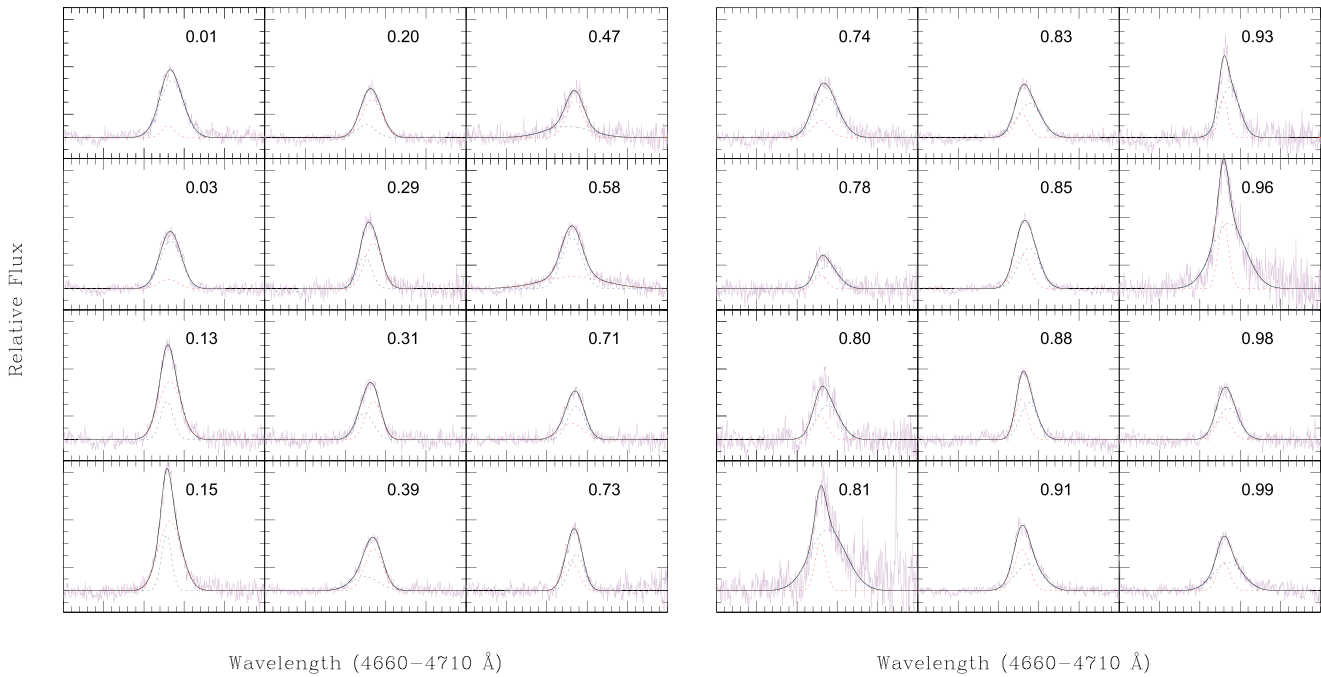 0.01 0.20 0.47 0.74 0.83 0.93
0.03 0.29 0.58 0.78 0.85 0.96
0.13 0.31 0.71 0.80 0.88 0.98
0.15 0.39 0.73 0.81 0.91 0.99
Relative Flux
Wavelength (4660−4710 Å) Wavelength (4660−4710 Å)